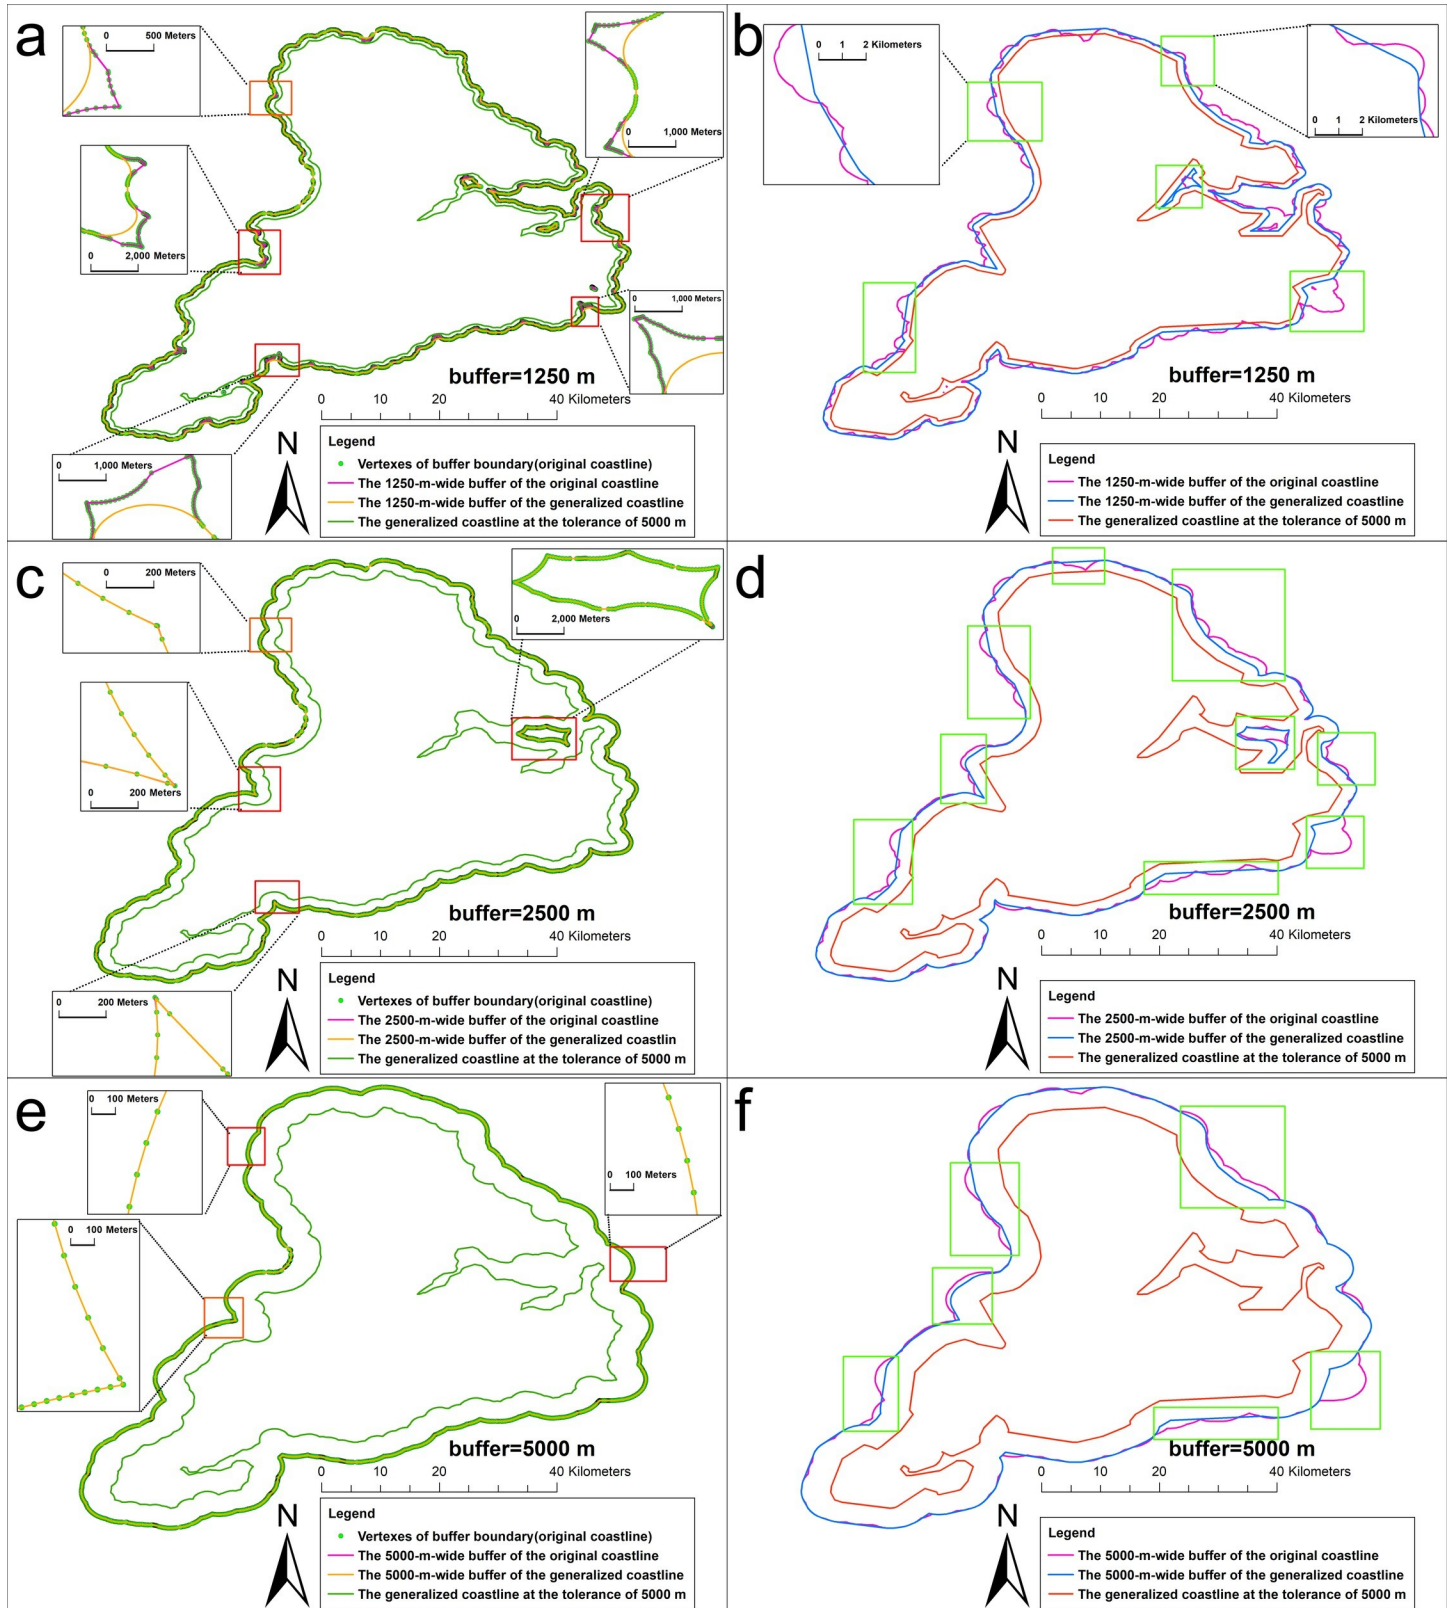 a
0 500 Meters
0 1,000 Meters
0 2,000 Meters
0 1,000 Meters
buffer=1250 m
0 10 20 40 Kilometers
0 1,000 Meters
N
Legend
Vertexes of buffer boundary(original coastline)
The 1250-m-wide buffer of the original coastline
The 1250-m-wide buffer of the generalized coastline
The generalized coastline at the tolerance of 5000 m
b
0 1 2 Kilometers
0 1 2 Kilometers
buffer=1250 m
0 10 20 40 Kilometers
N
Legend
The 1250-m-wide buffer of the original coastline
The 1250-m-wide buffer of the generalized coastline
The generalized coastline at the tolerance of 5000 m
c
0 200 Meters
0 2,000 Meters
0 200 Meters
buffer=2500 m
0 10 20 40 Kilometers
0 200 Meters
N
Legend
Vertexes of buffer boundary(original coastline)
The 2500-m-wide buffer of the original coastline
The 2500-m-wide buffer of the generalized coastlin
The generalized coastline at the tolerance of 5000 m
d
buffer=2500 m
0 10 20 40 Kilometers
N
Legend
The 2500-m-wide buffer of the original coastline
The 2500-m-wide buffer of the generalized coastline
The generalized coastline at the tolerance of 5000 m
e
0 100 Meters
0 100 Meters
0 100 Meters
buffer=5000 m
0 10 20 40 Kilometers
N
Legend
Vertexes of buffer boundary(original coastline)
The 5000-m-wide buffer of the original coastline
The 5000-m-wide buffer of the generalized coastline
The generalized coastline at the tolerance of 5000 m
f
buffer=5000 m
0 10 20 40 Kilometers
N
Legend
The 5000-m-wide buffer of the original coastline
The 5000-m-wide buffer of the generalized coastline
The generalized coastline at the tolerance of 5000 m